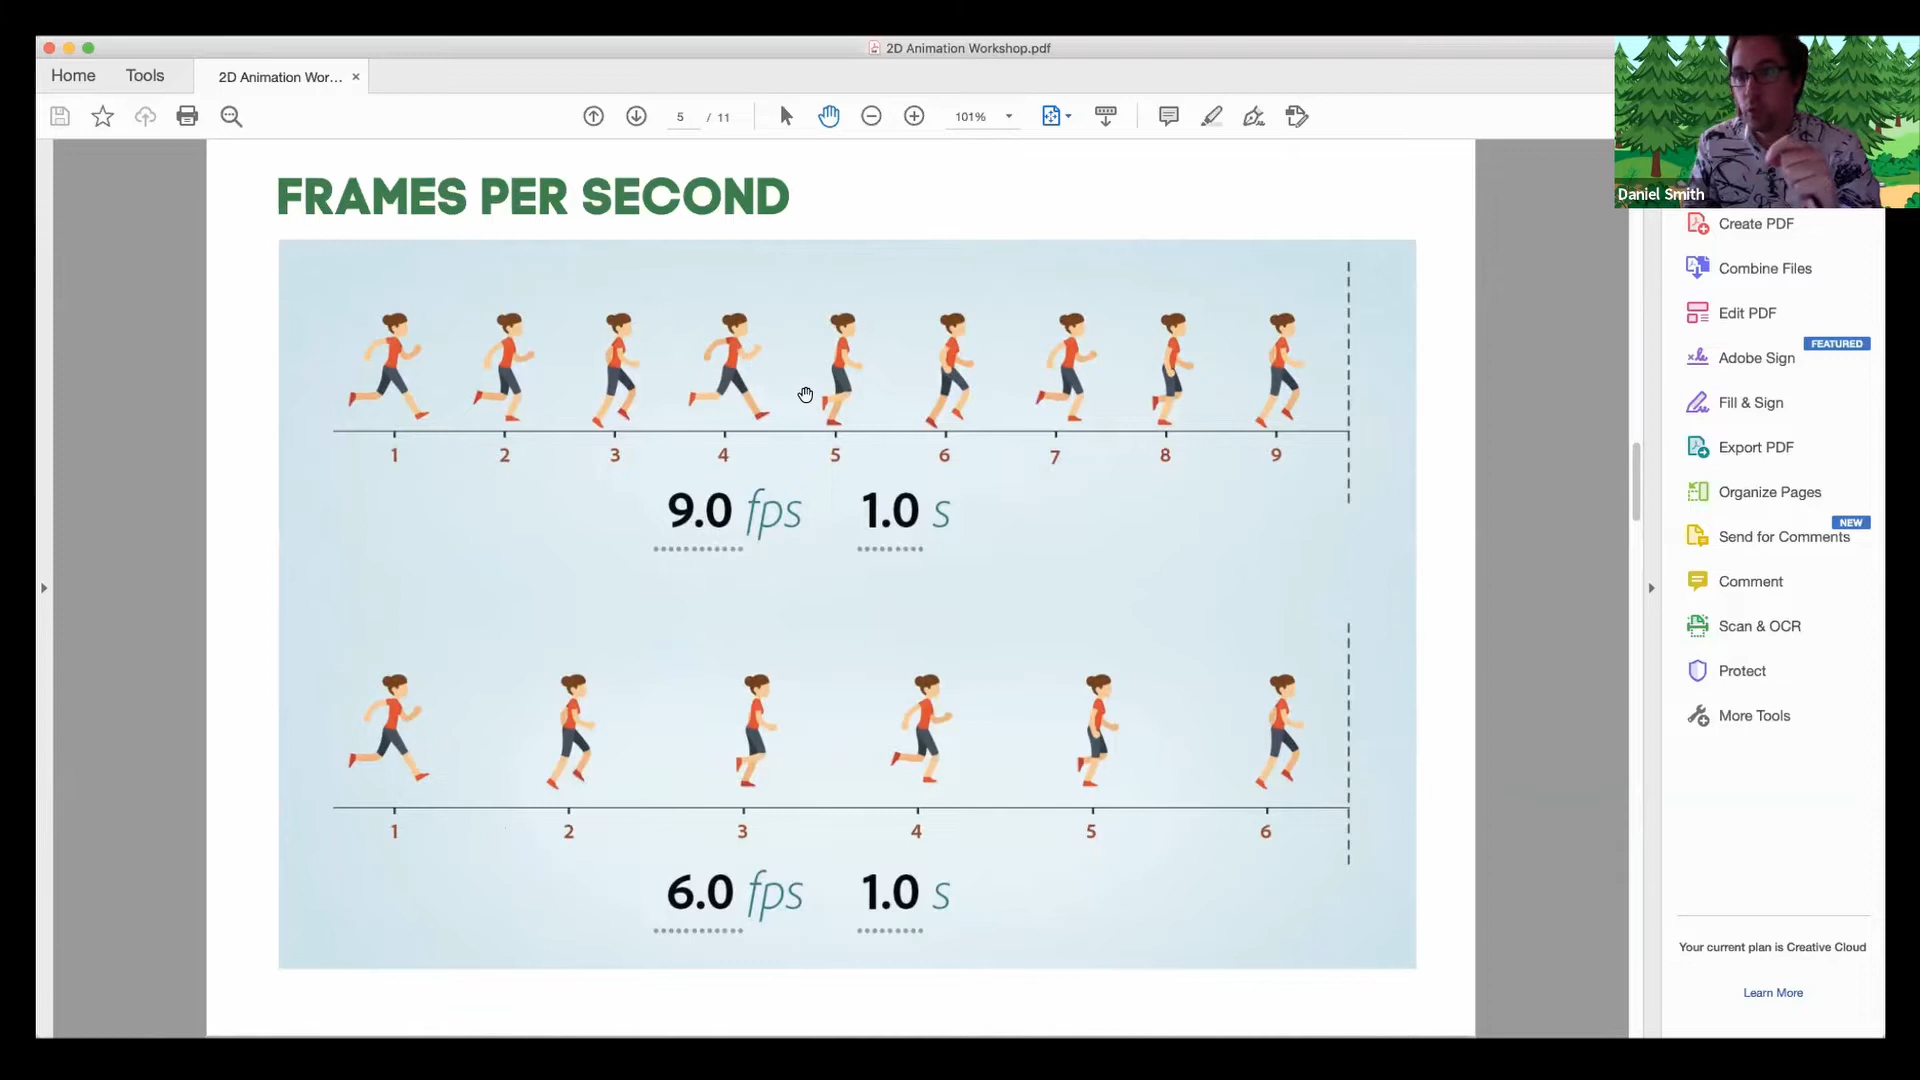 2D Animation Workshop.pdf
Home
Tools
2D Animation Wor...
5 / 11
101%
Daniel Smith
FRAMES PER SECOND
1 2 3 4 5 6 7 8 9
9.0 fps 1.0 s
1 2 3 4 5 6
6.0 fps 1.0 s
Create PDF
Combine Files
Edit PDF
FEATURED
Adobe Sign
Fill & Sign
Export PDF
Organize Pages
NEW
Send for Comments
Comment
Scan & OCR
Protect
More Tools
Your current plan is Creative Cloud
Learn More